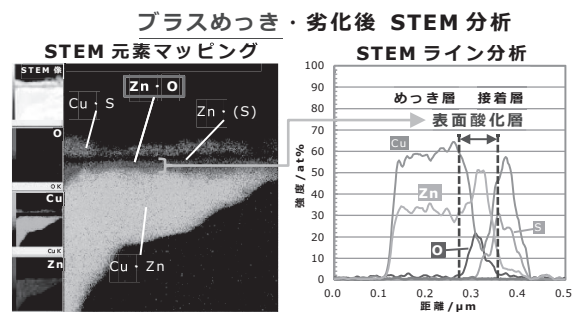 ブラスめっき・劣化後 STEM 分析
STEM 元素マッピング
STEM ライン分析
STEM 像
O
O K
Cu
Cu K
Zn
Cu・S
Zn・O
Zn・(S)
Cu・Zn
めっき層 接着層
表面酸化層
Cu
Zn
O
S
強度/at%
100
90
80
70
60
50
40
30
20
10
0
0.0 0.1 0.2 0.3 0.4 0.5
距離/μm